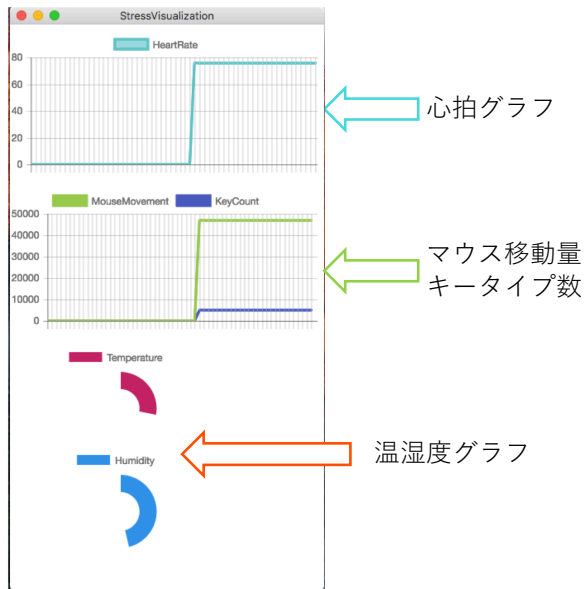 StressVisualization
HeartRate
80
60
40
20
0
心拍グラフ
MouseMovement KeyCount
50000
40000
30000
20000
10000
0
マウス移動量
キータイプ数
Temperature
Humidity
温湿度グラフ